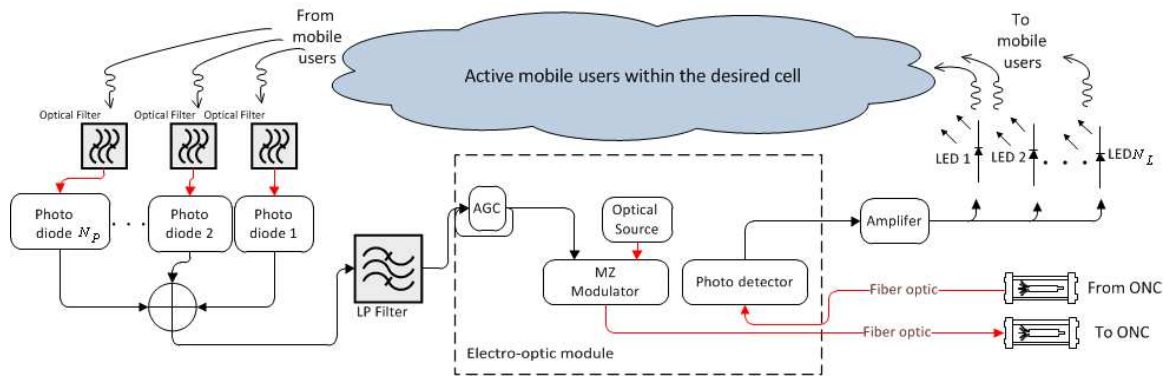 From
mobile
users
To
mobile
users
Active mobile users within the desired cell
Optical Filter
Optical Filter
Optical Filter
LED 1
LED 2
LED N_L
Photo
diode N_P
Photo
diode 2
Photo
diode 1
AGC
Optical
Source
Amplifer
MZ
Modulator
Photo detector
LP Filter
Fiber optic
From ONC
Fiber optic
To ONC
Electro-optic module